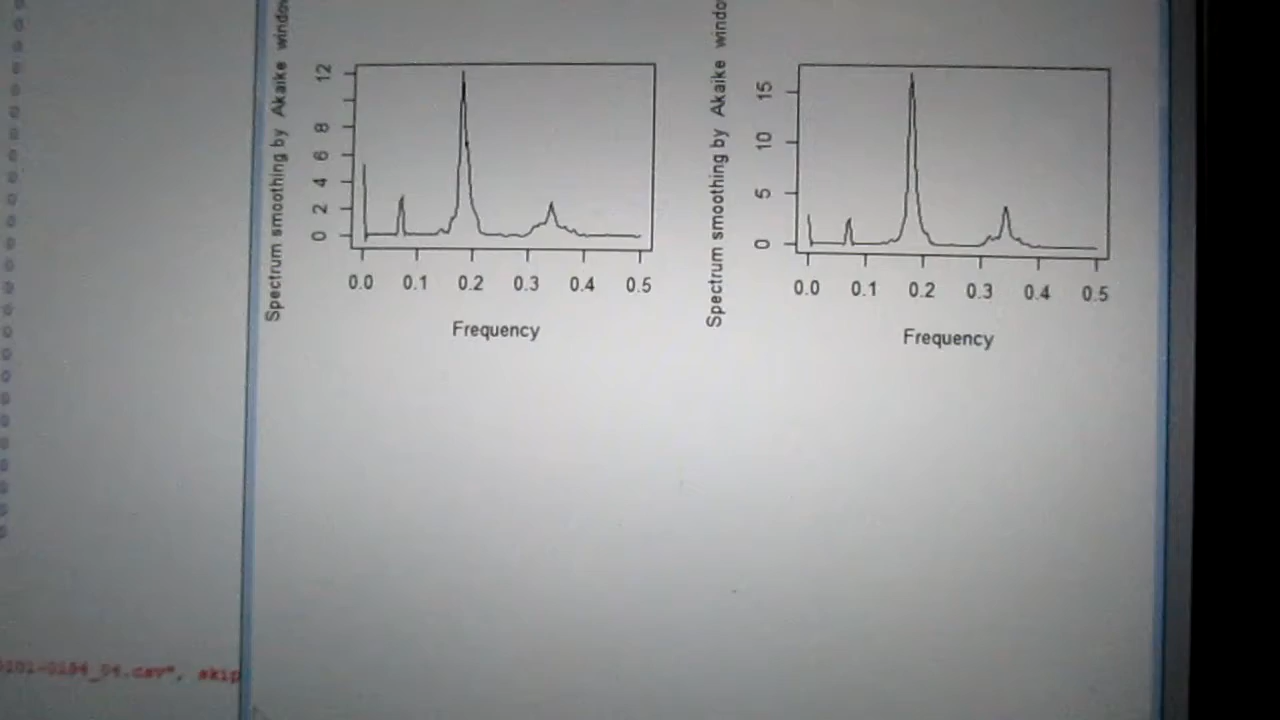 Spectrum smoothing by Akaike
12
8
6
4
2
0
0.0 0.1 0.2 0.3 0.4 0.5
Frequency
Spectrum smoothing by Akaike
15
10
5
0
0.0 0.1 0.2 0.3 0.4 0.5
Frequency
skip